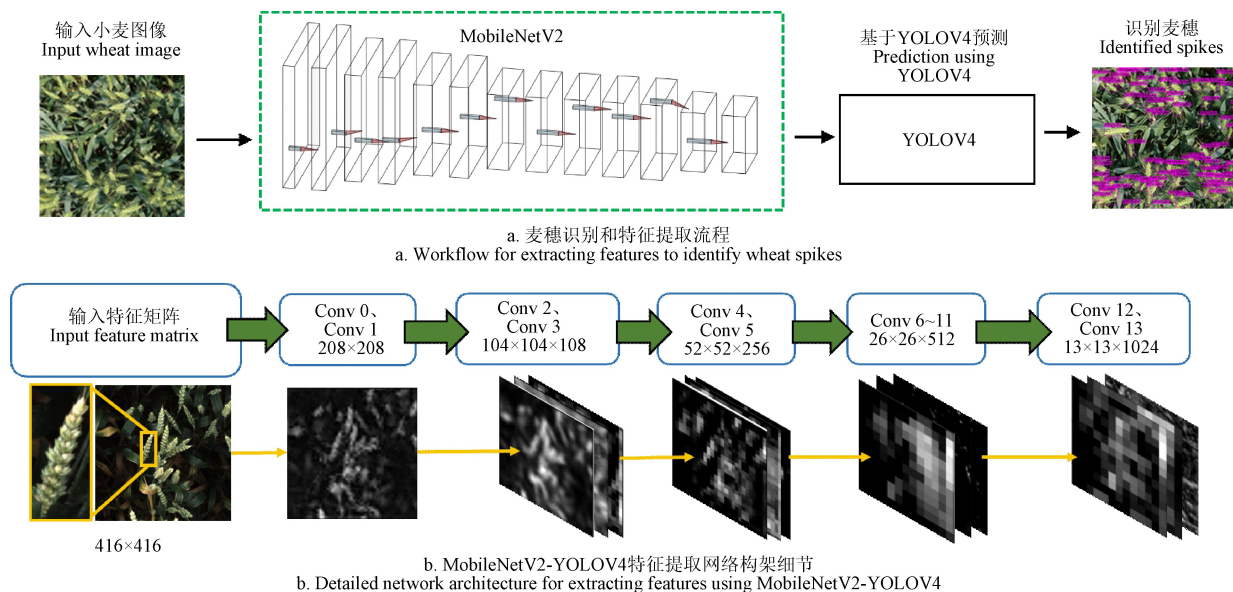 输入小麦图像
Input wheat image
MobileNetV2
基于YOLOV4预测
Prediction using
YOLOV4
YOLOV4
识别麦穗
Identified spikes
a. 麦穗识别和特征提取流程
a. Workflow for extracting features to identify wheat spikes
输入特征矩阵
Input feature matrix
Conv 0、
Conv 1
208×208
Conv 2、
Conv 3
104×104×108
Conv 4、
Conv 5
52×52×256
Conv 6~11
26×26×512
Conv 12、
Conv 13
13×13×1024
416×416
b. MobileNetV2-YOLOV4特征提取网络构架细节
b. Detailed network architecture for extracting features using MobileNetV2-YOLOV4